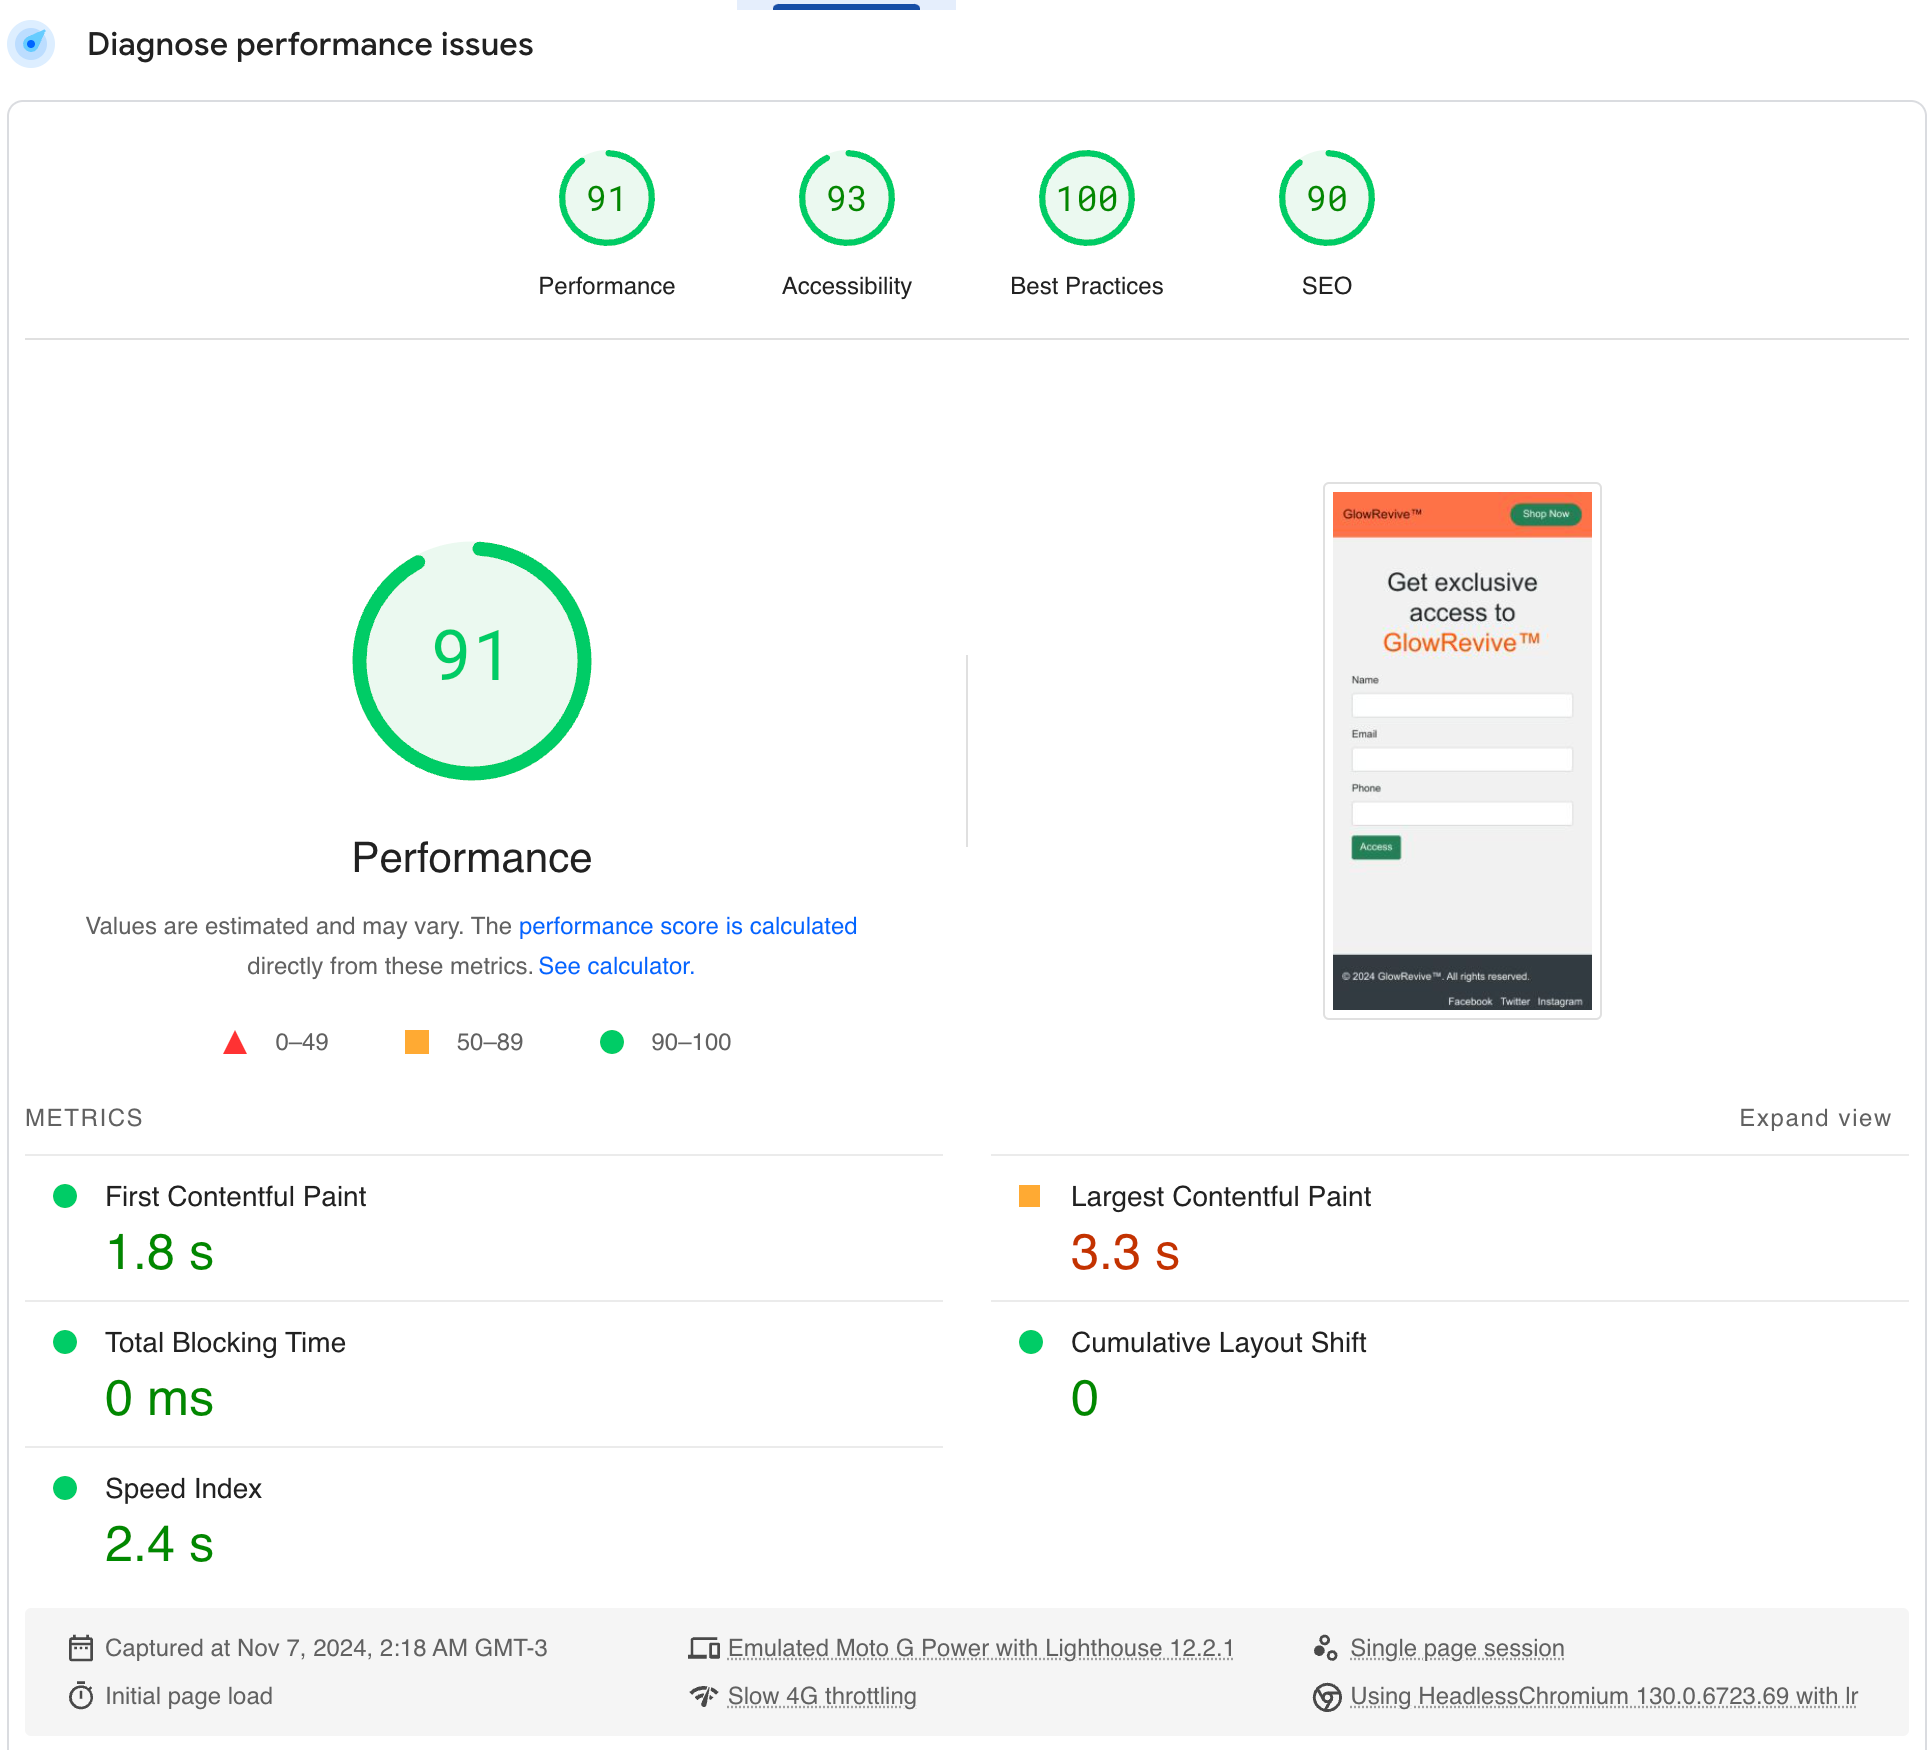 Diagnose performance issues
91
Performance
93
Accessibility
100
Best Practices
90
SEO
91
Performance
Values are estimated and may vary. The performance score is calculated
directly from these metrics. See calculator.
0–49
50–89
90–100
GlowRevive™
Shop Now
Get exclusive
access to
GlowRevive™
Name
Email
Phone
Access
© 2024 GlowRevive™. All rights reserved.
Facebook Twitter Instagram
METRICS
Expand view
First Contentful Paint
1.8 s
Largest Contentful Paint
3.3 s
Total Blocking Time
0 ms
Cumulative Layout Shift
0
Speed Index
2.4 s
Captured at Nov 7, 2024, 2:18 AM GMT-3
Emulated Moto G Power with Lighthouse 12.2.1
Single page session
Initial page load
Slow 4G throttling
Using HeadlessChromium 130.0.6723.69 with lr